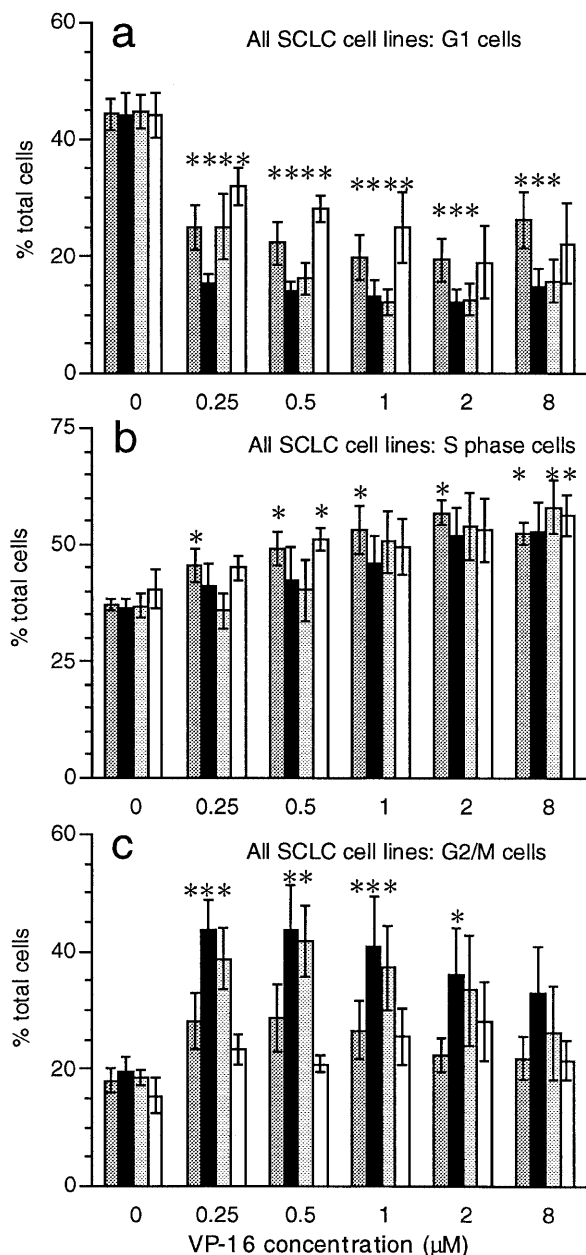 a
All SCLC cell lines: G1 cells
60
40
20
0
% total cells
****
****
****
***
***
0 0.25 0.5 1 2 8
b
All SCLC cell lines: S phase cells
75
50
25
0
% total cells
*
* *
*
*
* **
0 0.25 0.5 1 2 8
c
All SCLC cell lines: G2/M cells
60
40
20
0
% total cells
***
**
***
*
0 0.25 0.5 1 2 8
VP-16 concentration (μM)